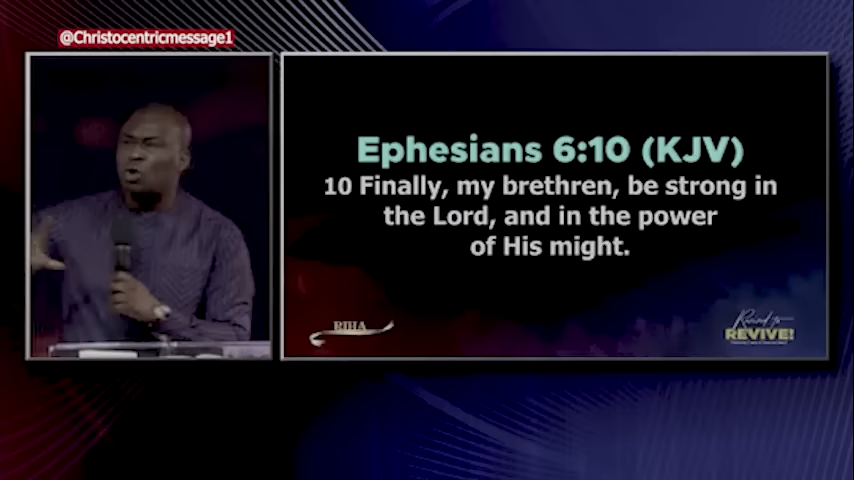 @Christocentricmessage1
Ephesians 6:10 (KJV)
10 Finally, my brethren, be strong in
the Lord, and in the power
of His might.
REVIVE!